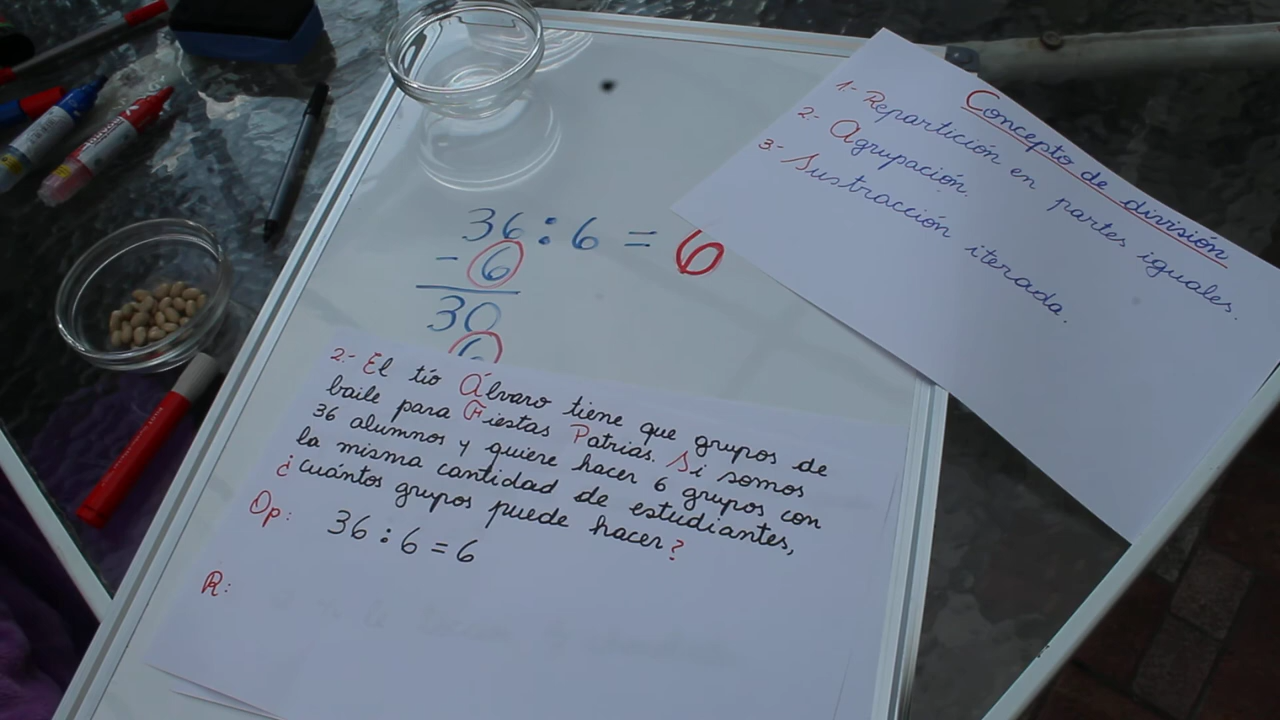 Concepto de división
1.- Repartición en partes iguales.
2.- Agrupación.
3.- Sustracción iterada.
36 : 6 = 6
- 6
30
6
2.- El tío Álvaro tiene que grupos de
baile para Fiestas Patrias. Si somos
36 alumnos y quiere hacer 6 grupos con
la misma cantidad de estudiantes,
¿cuántos grupos puede hacer?
Op: 36 : 6 = 6
R: